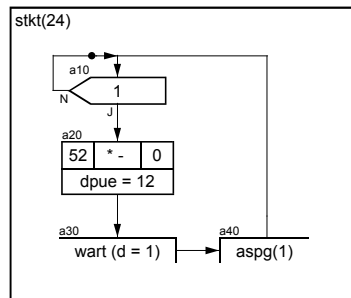 stkt(24)
a10
1
N
J
a20
52 * - 0
dpue = 12
a30 a40
wart (d = 1) aspg(1)